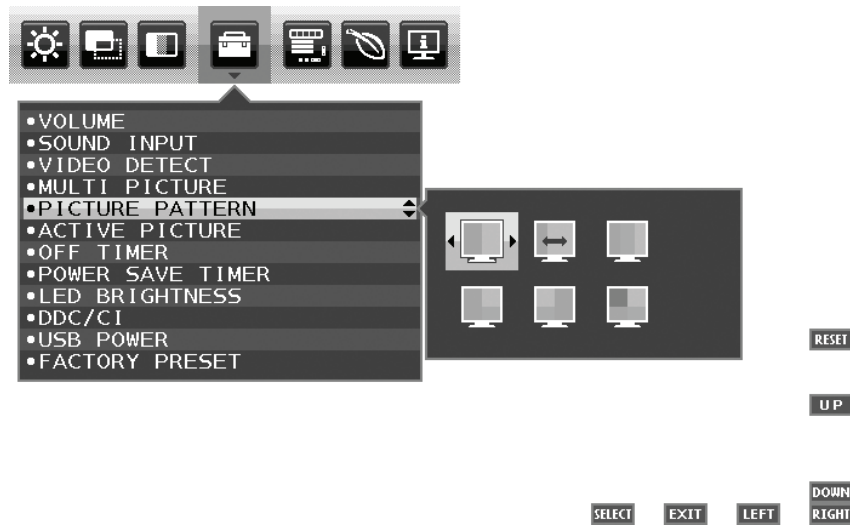 •VOLUME
•SOUND INPUT
•VIDEO DETECT
•MULTI PICTURE
•PICTURE PATTERN
•ACTIVE PICTURE
•OFF TIMER
•POWER SAVE TIMER
•LED BRIGHTNESS
•DDC/CI
•USB POWER
•FACTORY PRESET
RESET
UP
DOWN
SELECT EXIT LEFT RIGHT